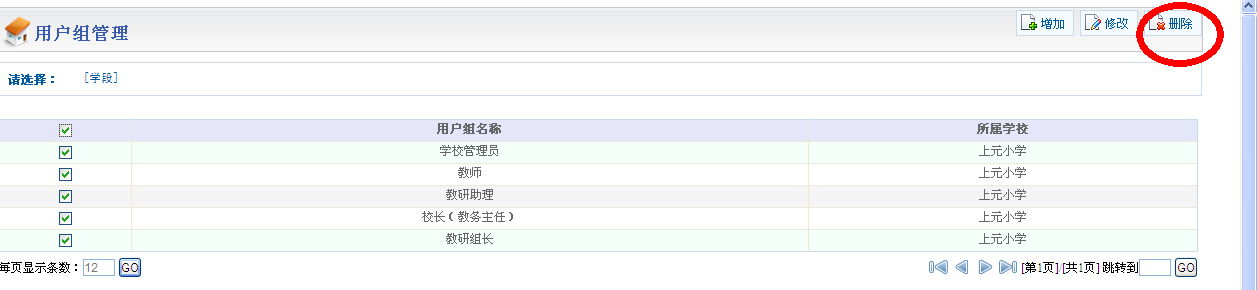 用户组管理 增加 修改 删除
请选择： [学段]
用户组名称 所属学校
学校管理员 上元小学
教师 上元小学
教研助理 上元小学
校长（教务主任） 上元小学
教研组长 上元小学
每页显示条数：12 GO [第1页]/[共1页] 跳转到 GO